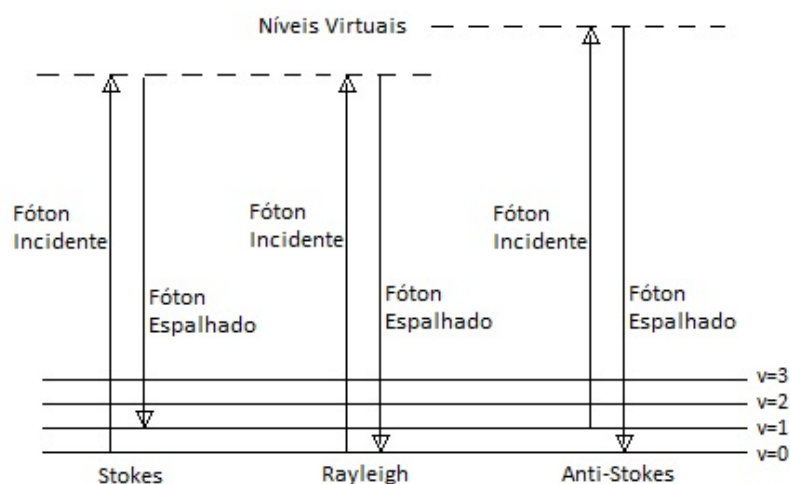 Níveis Virtuais
Fóton
Incidente
Fóton
Espalhado
Fóton
Incidente
Fóton
Espalhado
Fóton
Incidente
Fóton
Espalhado
v=3
v=2
v=1
v=0
Stokes
Rayleigh
Anti-Stokes